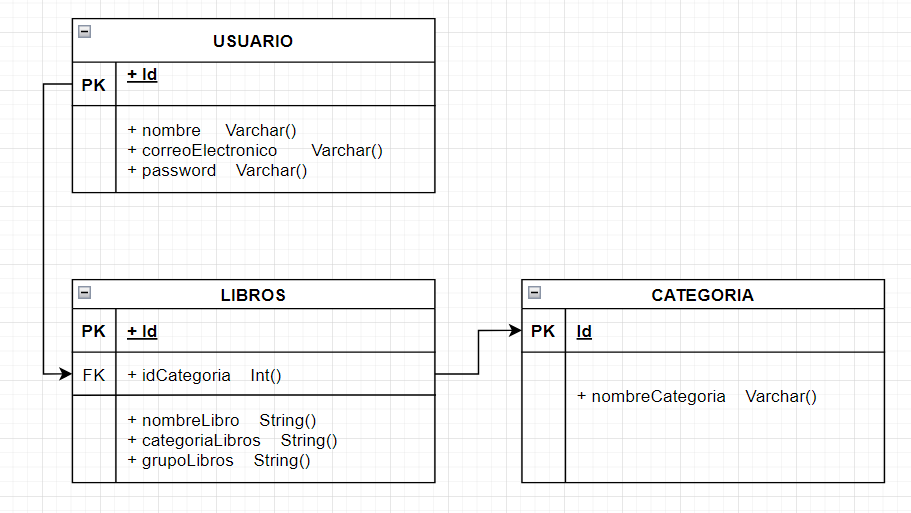 USUARIO
PK + Id
+ nombre Varchar()
+ correoElectronico Varchar()
+ password Varchar()
LIBROS
PK + Id
FK + idCategoria Int()
+ nombreLibro String()
+ categoriaLibros String()
+ grupoLibros String()
CATEGORIA
PK Id
+ nombreCategoria Varchar()